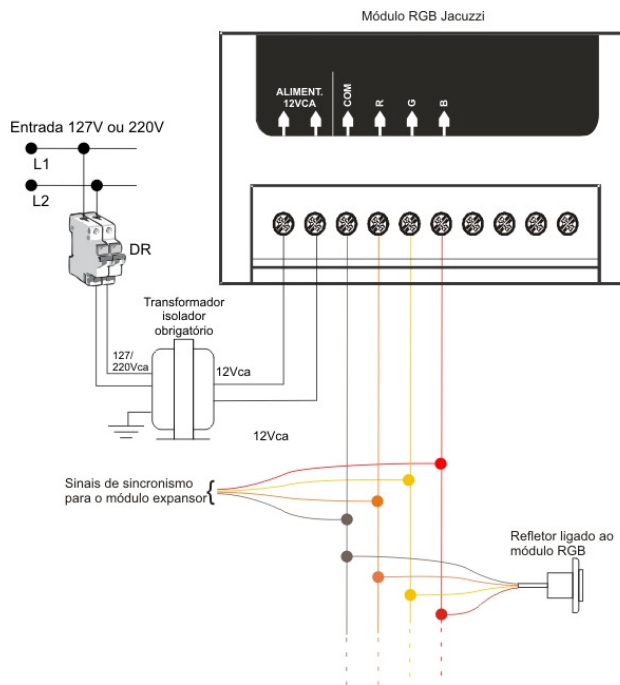 Módulo RGB Jacuzzi
ALIMENT.
12VCA
COM
R
G
B
Entrada 127V ou 220V
L1
L2
DR
Transformador
isolador
obrigatório
127/
220Vca
12Vca
12Vca
Sinais de sincronismo
para o módulo expansor
Refletor ligado ao
módulo RGB